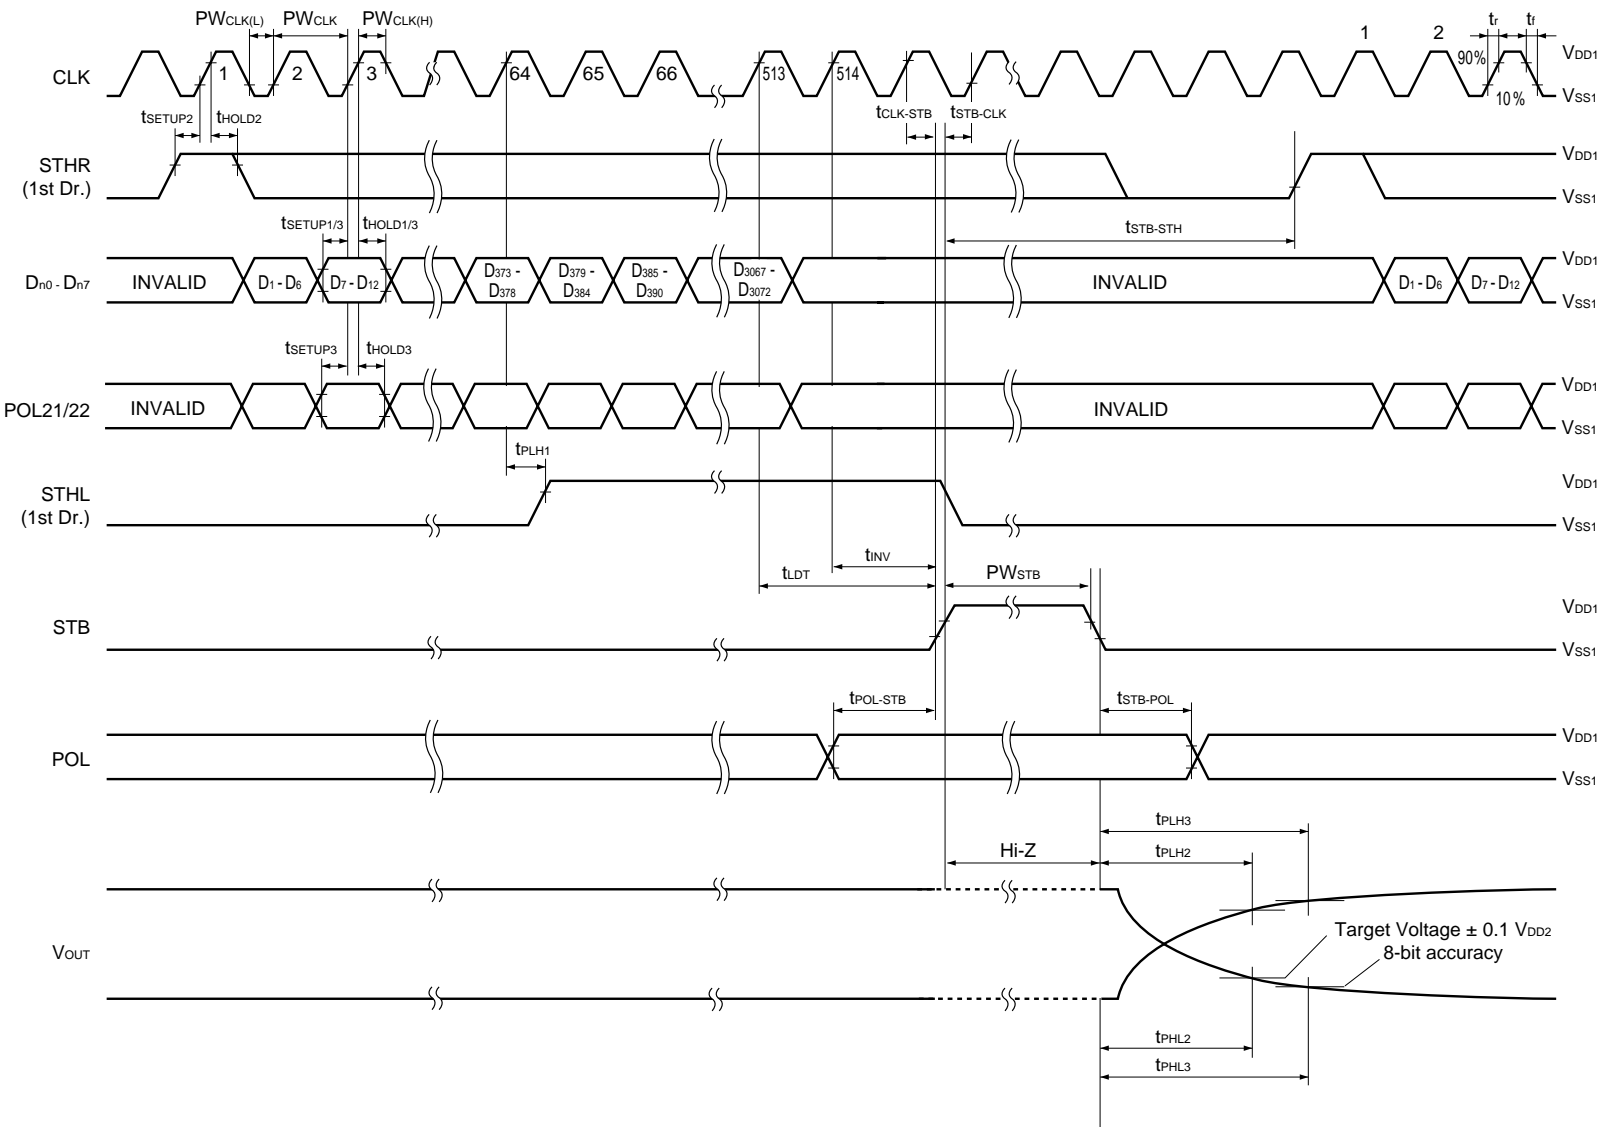 PWCLK(L) PWCLK PWCLK(H) tr tf
1 2 VDD1
CLK 1 2 3 64 65 66 513 514 90%
10% VSS1
tSETUP2 tHOLD2 tCLK-STB tSTB-CLK
STHR VDD1
(1st Dr.) VSS1
tSETUP1/3 tHOLD1/3 tSTB-STH
VDD1
Dn0 - Dn7 INVALID D1 - D6 D7 - D12 D373 - D379 - D385 - D3067 - INVALID D1 - D6 D7 - D12
D378 D384 D390 D3072
VSS1
tSETUP3 tHOLD3
VDD1
POL21/22 INVALID INVALID
VSS1
tPLH1
STHL VDD1
(1st Dr.) VSS1
tINV
tLDT PWSTB
VDD1
STB
VSS1
tPOL-STB tSTB-POL
VDD1
POL
VSS1
tPLH3
Hi-Z tPLH2
Target Voltage ± 0.1 VDD2
VOUT 8-bit accuracy
tPHL2
tPHL3